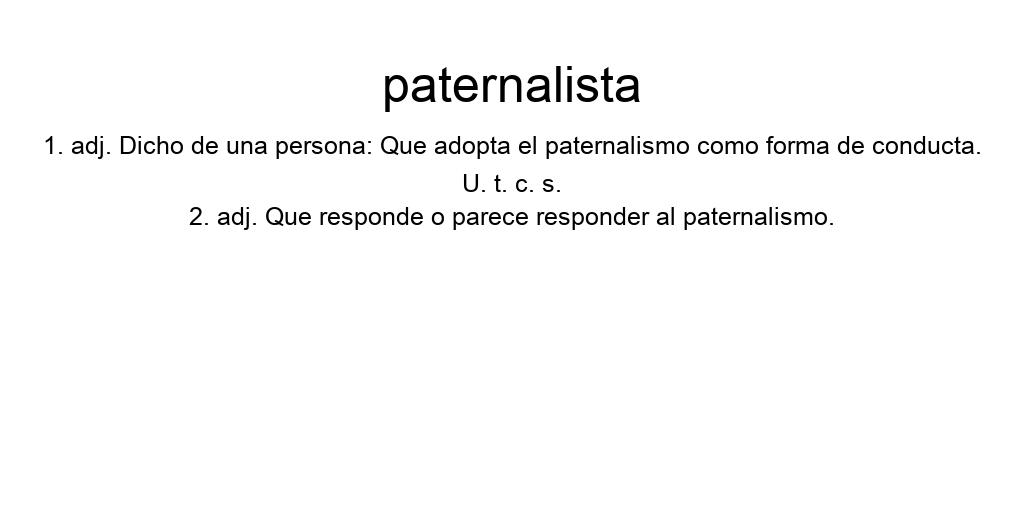 paternalista
1. adj. Dicho de una persona: Que adopta el paternalismo como forma de conducta.
U. t. c. s.
2. adj. Que responde o parece responder al paternalismo.